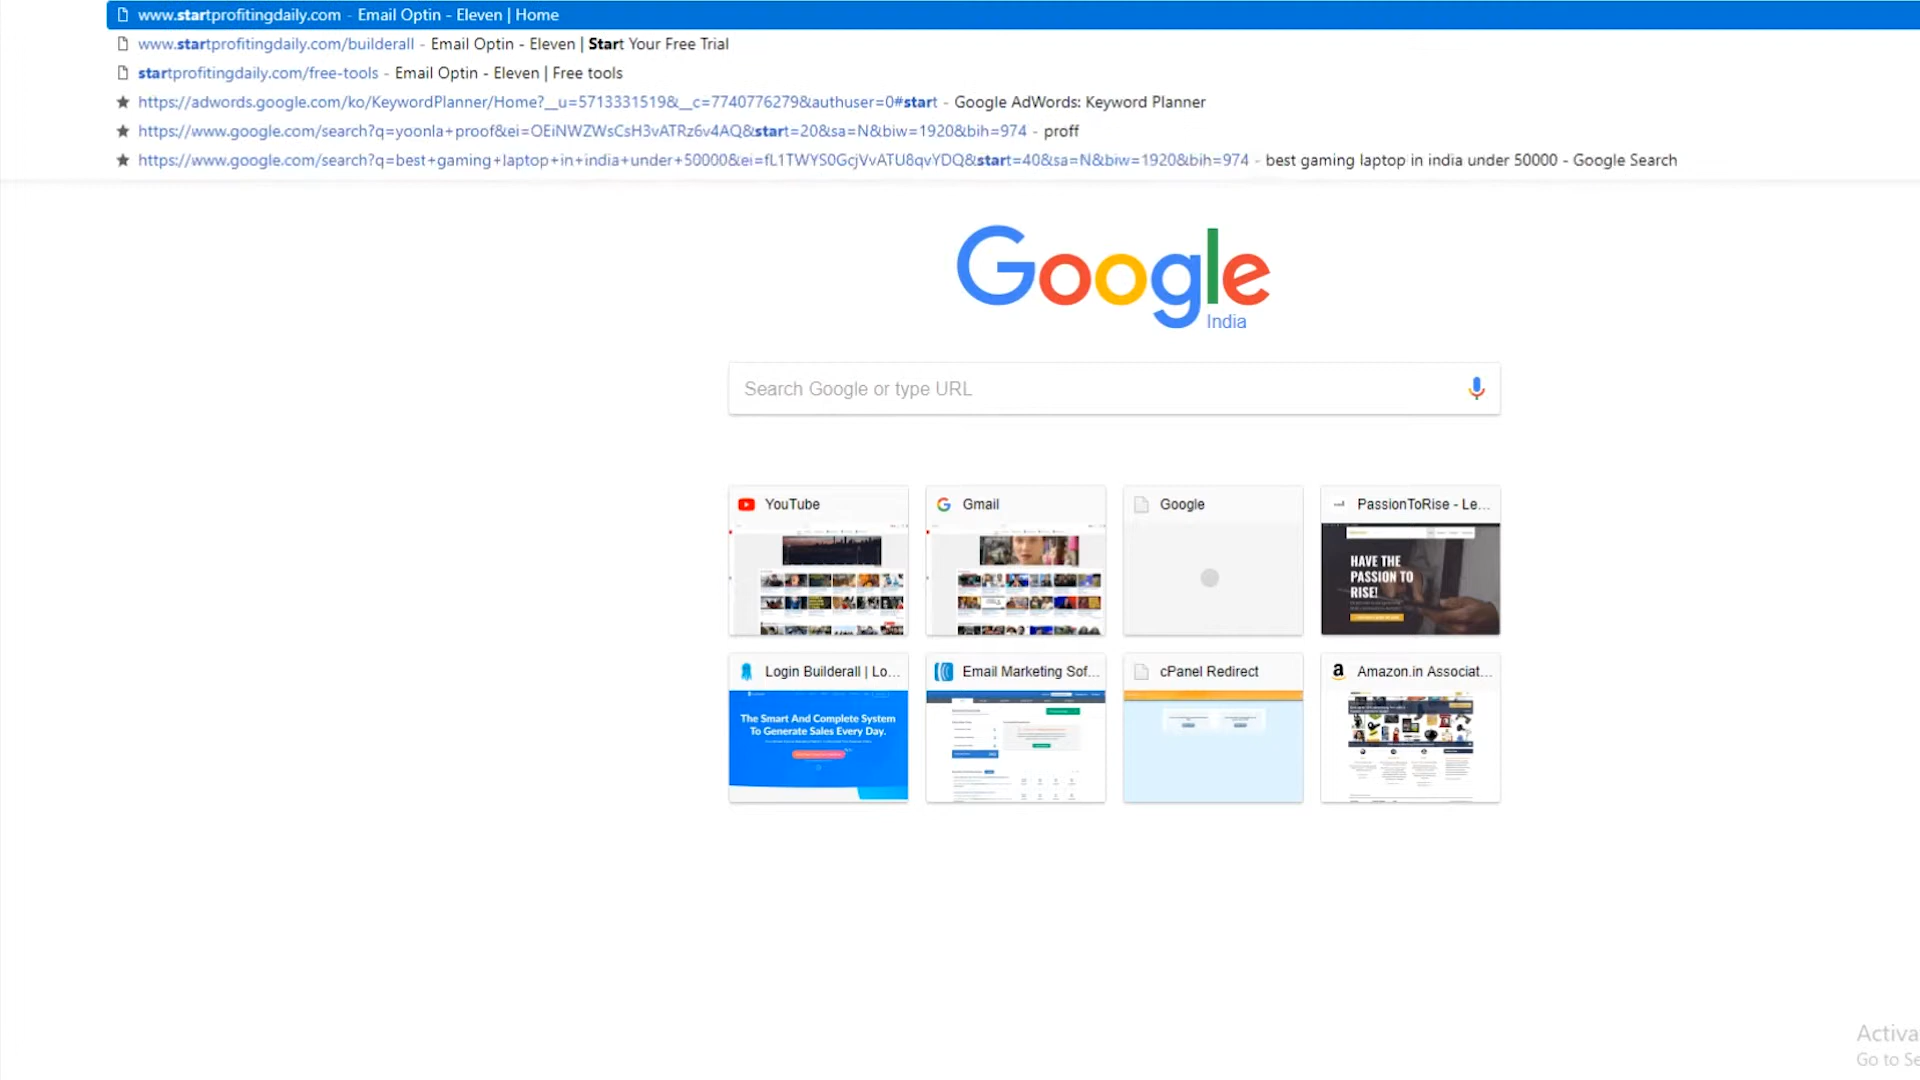 www.startprofitingdaily.com - Email Optin - Eleven | Home
www.startprofitingdaily.com/builderall - Email Optin - Eleven | Start Your Free Trial
startprofitingdaily.com/free-tools - Email Optin - Eleven | Free tools
https://adwords.google.com/ko/KeywordPlanner/Home?__u=5713331519&__c=7740776279&authuser=0#start - Google AdWords: Keyword Planner
https://www.google.com/search?q=yoonla+proof&ei=OEiNWZWsCsH3vATRz6v4AQ&start=20&sa=N&biw=1920&bih=974 - proff
https://www.google.com/search?q=best+gaming+laptop+in+india+under+50000&ei=fL1TWYS0GcjVvATU8qvYDQ&start=40&sa=N&biw=1920&bih=974 - best gaming laptop in india under 50000 - Google Search
Google
India
Search Google or type URL
YouTube
Gmail
Google
PassionToRise - Le...
HAVE THE
PASSION TO
RISE!
Login Builderall | Lo...
Email Marketing Sof...
cPanel Redirect
Amazon.in Associat...
The Smart And Complete System
To Generate Sales Every Day.
Activa
Go to Se